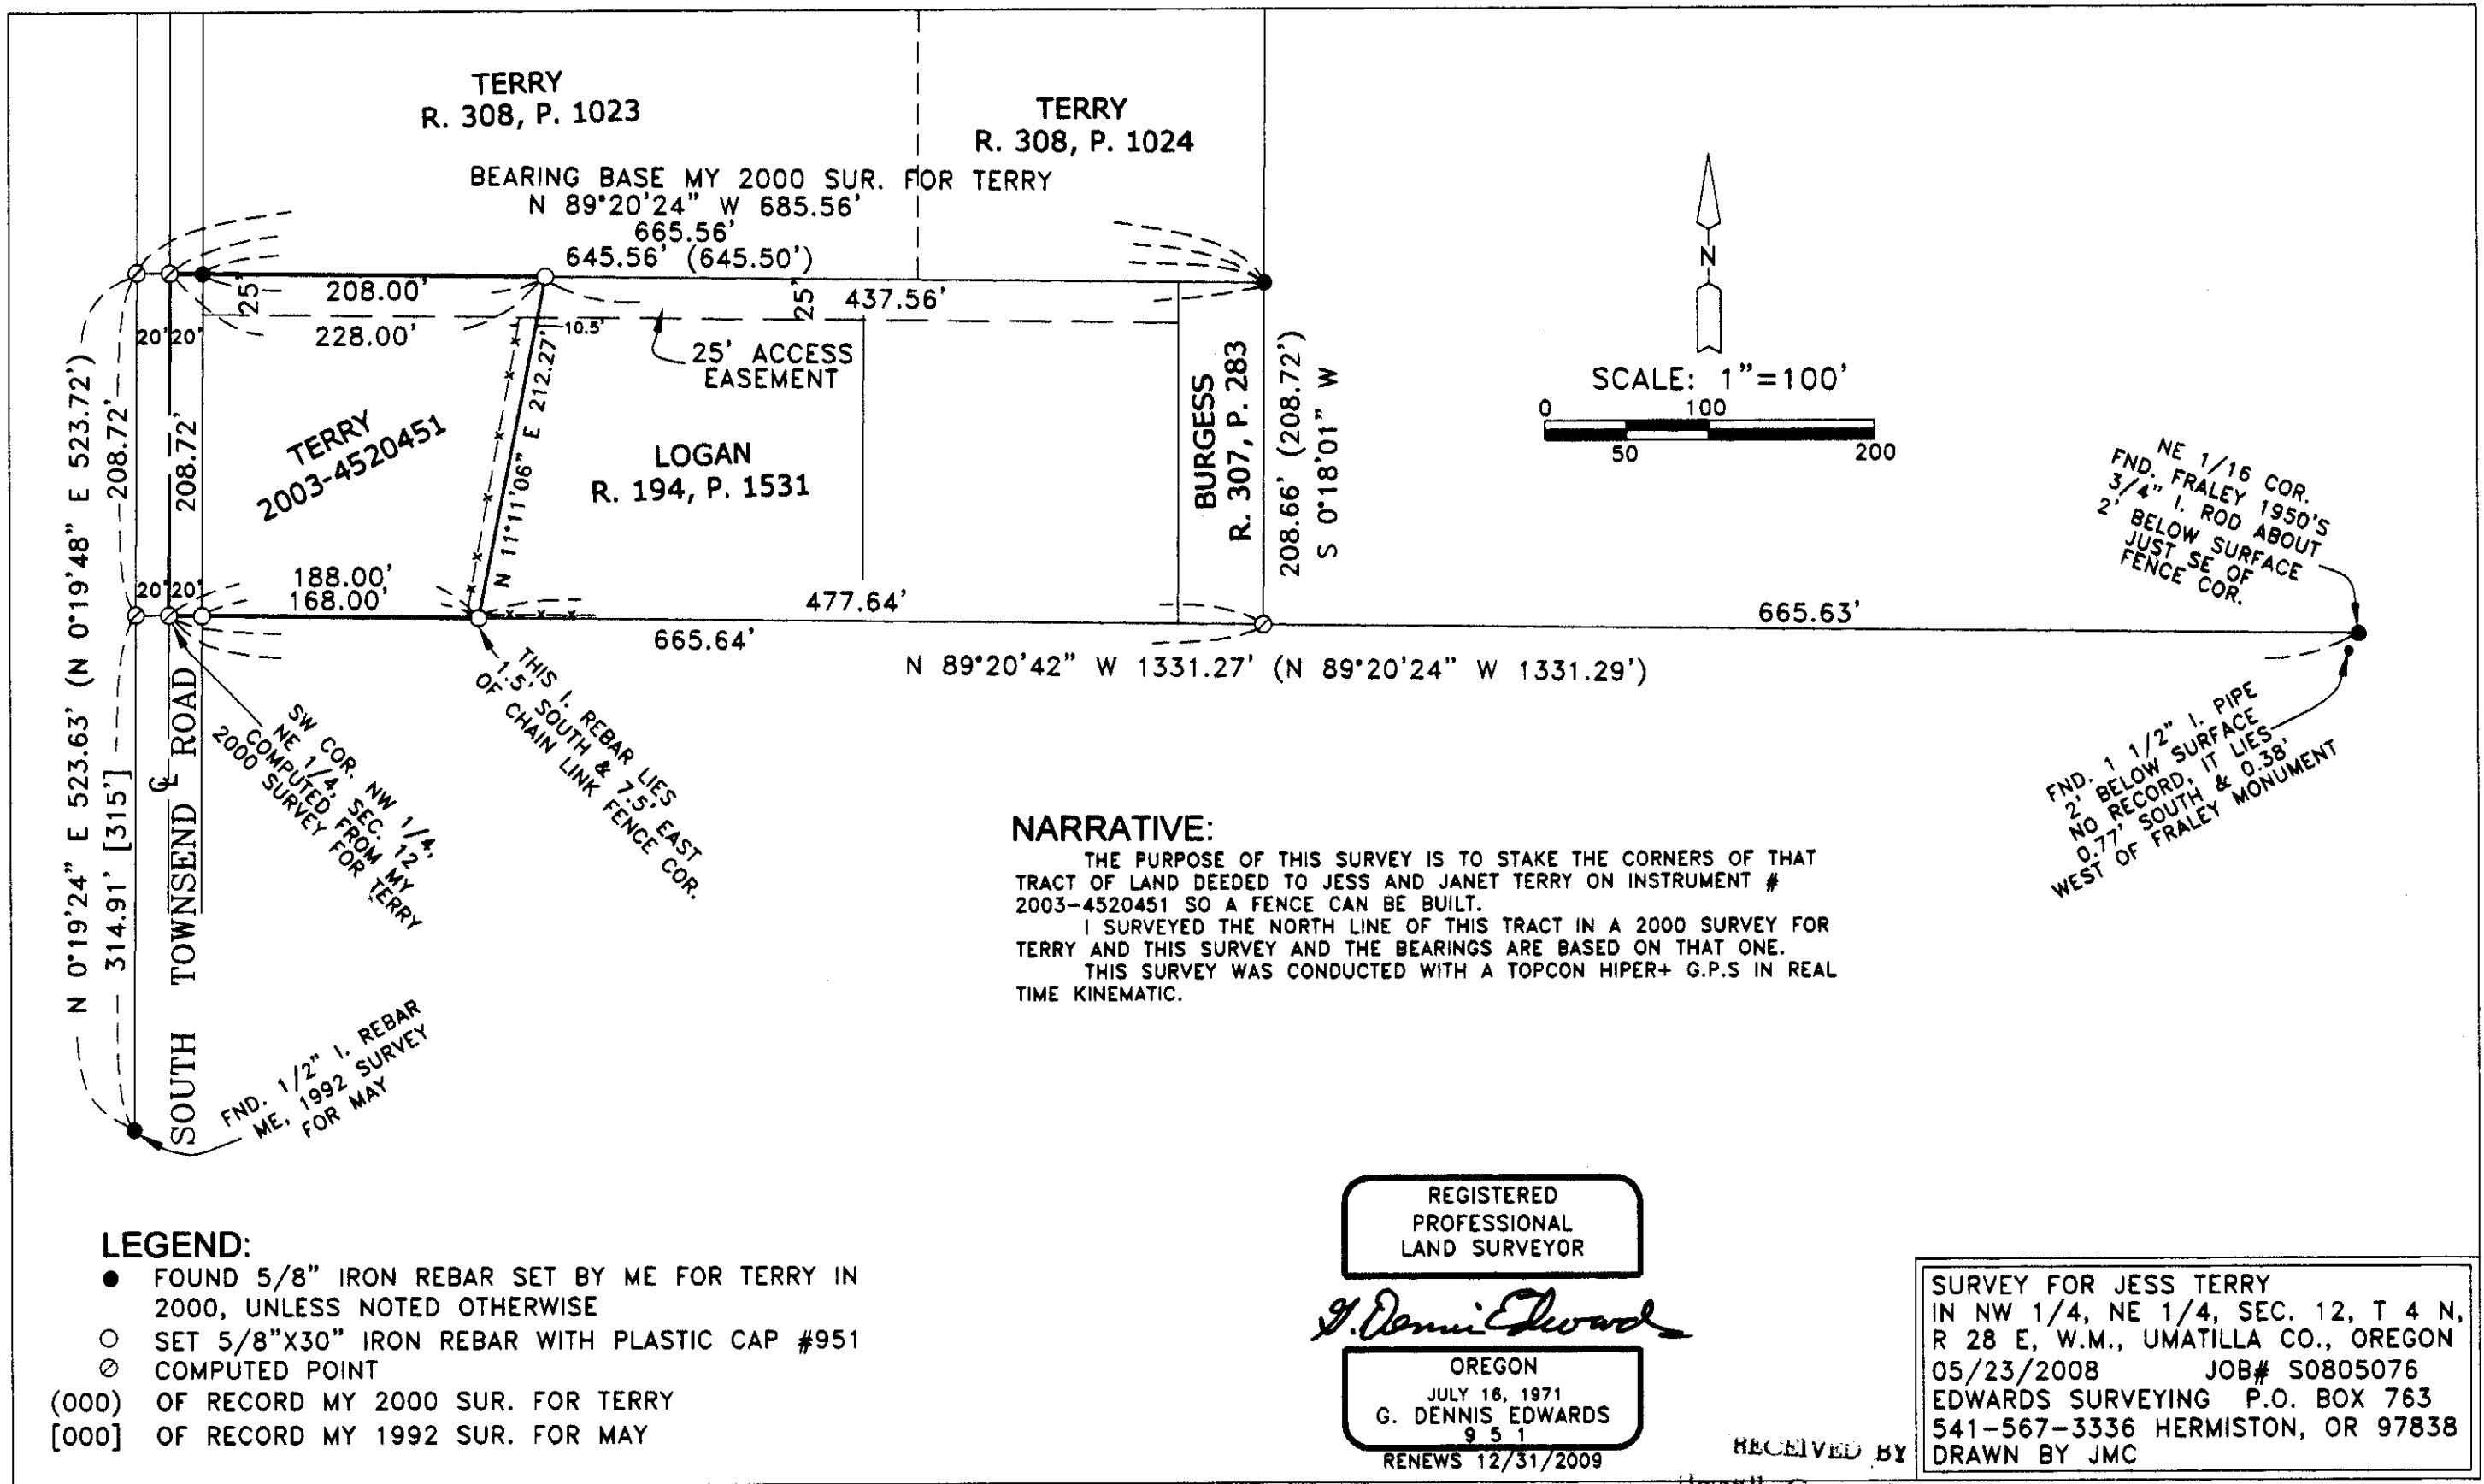 TERRY
R. 308, P. 1023
TERRY
R. 308, P. 1024
BEARING BASE MY 2000 SUR. FOR TERRY
N 89°20'24" W 685.56'
665.56'
645.56' (645.50')
208.00'
25'
25'
437.56'
228.00'
20' 20'
10.5'
25' ACCESS
EASEMENT
N
SCALE: 1"=100'
0 100
50 200
TERRY
2003-4520451
LOGAN
R. 194, P. 1531
BURGESS
R. 307, P. 283
208.66' (208.72')
S 0°18'01" W
N 11°11'06" E 212.27'
208.72'
208.72'
N 0°19'24" E 523.63' (N 0°19'48" E 523.72')
314.91' [315']
20' 20'
188.00'
168.00'
477.64'
665.64'
665.63'
N 89°20'42" W 1331.27' (N 89°20'24" W 1331.29')
NE 1/16 COR.
FND. FRALEY 1950'S
3/4" I. ROD ABOUT
2' BELOW SURFACE
JUST SE OF
FENCE COR.
FND. 1 1/2" I. PIPE
2' BELOW SURFACE
NO RECORD, IT LIES
0.77' SOUTH & 0.38'
WEST OF FRALEY MONUMENT
THIS I. REBAR LIES
1.5' SOUTH & 7.5' EAST
OF CHAIN LINK FENCE COR.
SW COR. NW 1/4,
NE 1/4, SEC. 12
COMPUTED FROM MY
2000 SURVEY FOR TERRY
CL
SOUTH TOWNSEND ROAD
FND. 1/2" I. REBAR
ME, 1992 SURVEY
FOR MAY
NARRATIVE:
THE PURPOSE OF THIS SURVEY IS TO STAKE THE CORNERS OF THAT
TRACT OF LAND DEEDED TO JESS AND JANET TERRY ON INSTRUMENT #
2003-4520451 SO A FENCE CAN BE BUILT.
I SURVEYED THE NORTH LINE OF THIS TRACT IN A 2000 SURVEY FOR
TERRY AND THIS SURVEY AND THE BEARINGS ARE BASED ON THAT ONE.
THIS SURVEY WAS CONDUCTED WITH A TOPCON HIPER+ G.P.S IN REAL
TIME KINEMATIC.
LEGEND:
FOUND 5/8" IRON REBAR SET BY ME FOR TERRY IN
2000, UNLESS NOTED OTHERWISE
SET 5/8"X30" IRON REBAR WITH PLASTIC CAP #951
COMPUTED POINT
(000) OF RECORD MY 2000 SUR. FOR TERRY
[000] OF RECORD MY 1992 SUR. FOR MAY
REGISTERED
PROFESSIONAL
LAND SURVEYOR
G. Dennis Edwards
OREGON
JULY 16, 1971
G. DENNIS EDWARDS
9 5 1
RENEWS 12/31/2009
RECEIVED BY
SURVEY FOR JESS TERRY
IN NW 1/4, NE 1/4, SEC. 12, T 4 N,
R 28 E, W.M., UMATILLA CO., OREGON
05/23/2008 JOB# S0805076
EDWARDS SURVEYING P.O. BOX 763
541-567-3336 HERMISTON, OR 97838
DRAWN BY JMC